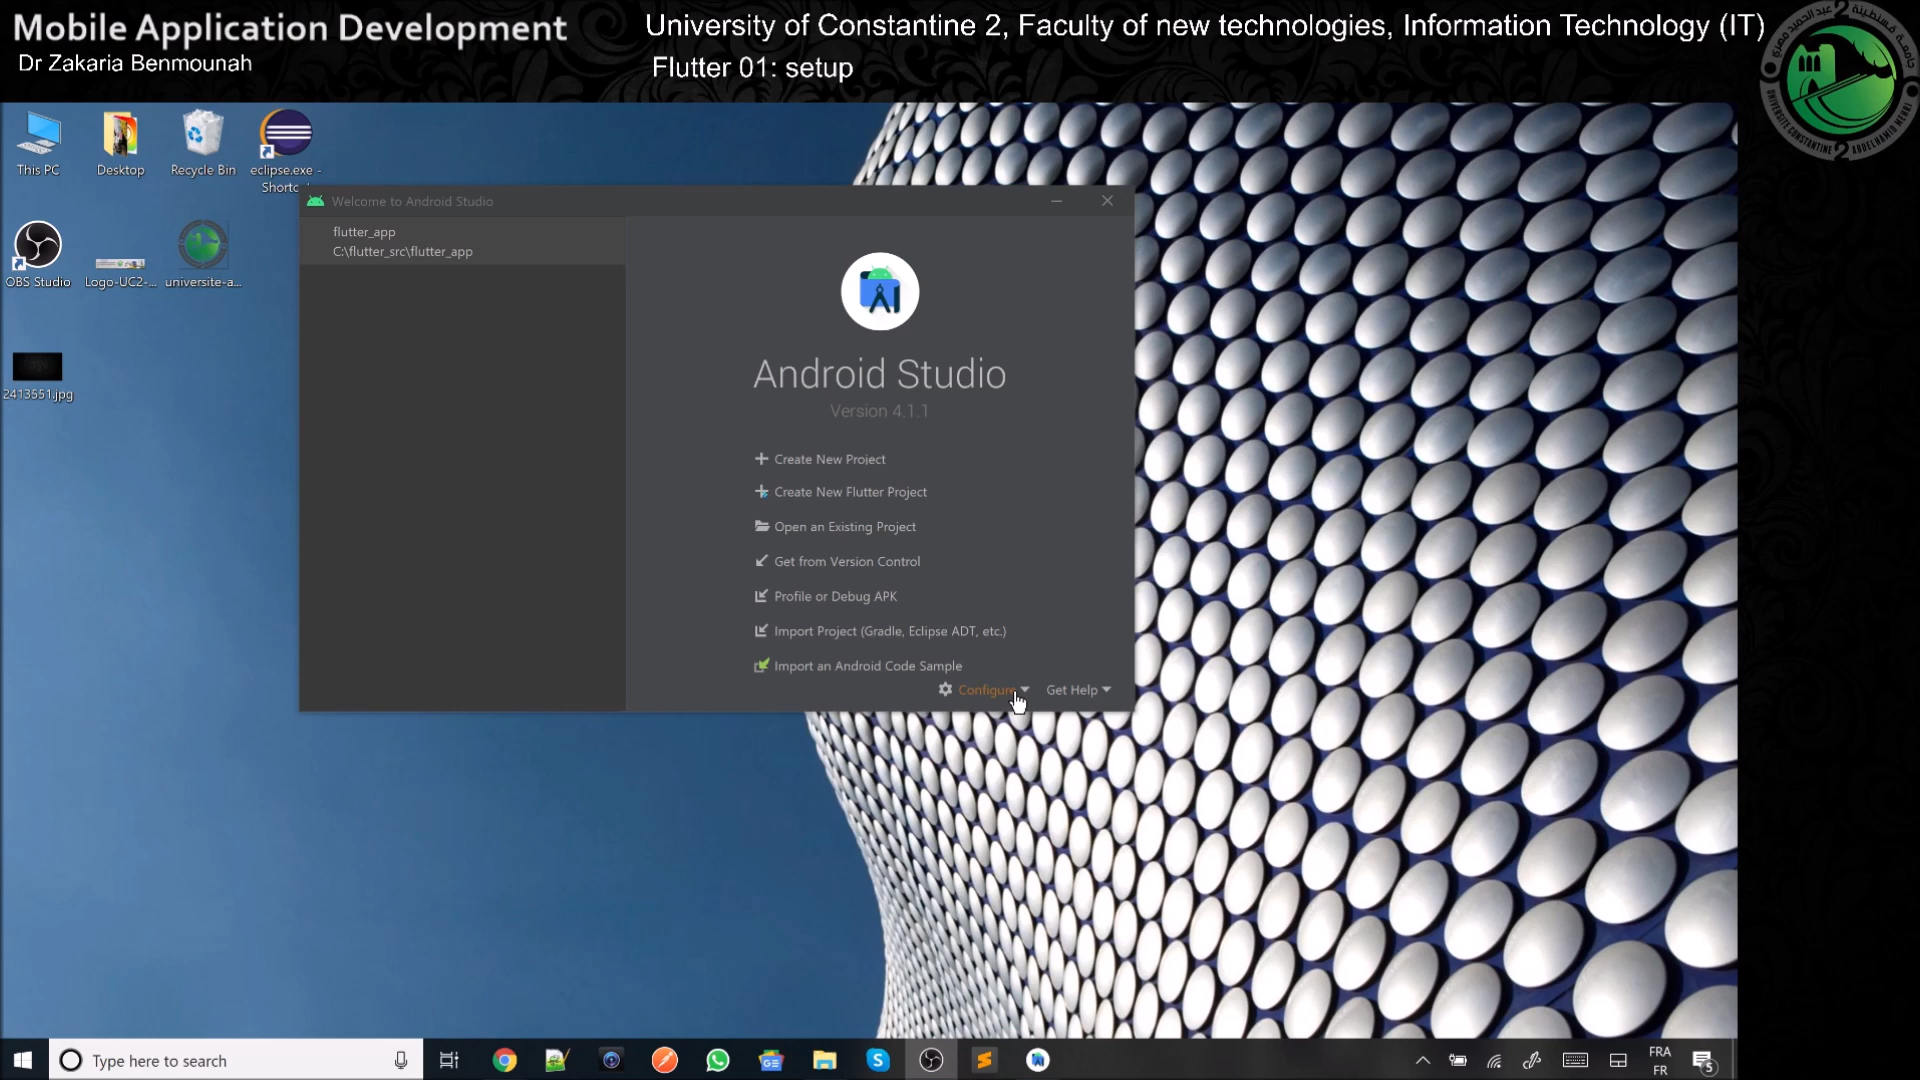 Mobile Application Development
Dr Zakaria Benmounah
University of Constantine 2, Faculty of new technologies, Information Technology (IT)
Flutter 01: setup
This PC
Desktop
Recycle Bin
eclipse.exe -
Shortc
OBS Studio
Logo-UC2-...
universite-a...
2413551.jpg
Welcome to Android Studio
flutter_app
C:\flutter_src\flutter_app
Android Studio
Version 4.1.1
Create New Project
Create New Flutter Project
Open an Existing Project
Get from Version Control
Profile or Debug APK
Import Project (Gradle, Eclipse ADT, etc.)
Import an Android Code Sample
Configure
Get Help
Type here to search
FRA
FR
5